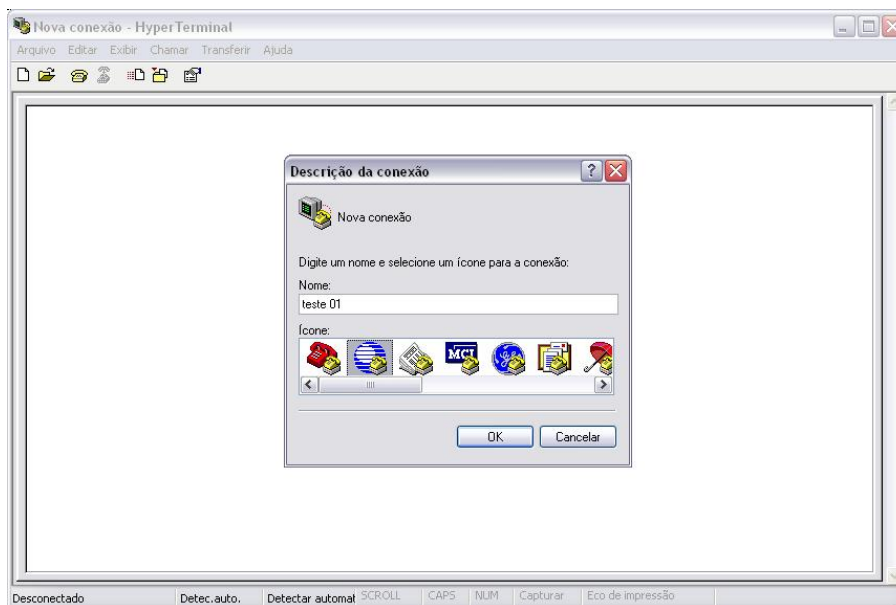 Nova conexão - HyperTerminal
Arquivo Editar Exibir Chamar Transferir Ajuda
Descrição da conexão
Nova conexão
Digite um nome e selecione um ícone para a conexão:
Nome:
teste 01
Ícone:
MCI
OK Cancelar
Desconectado Detec.auto. Detectar automat SCROLL CAPS NUM Capturar Eco de impressão